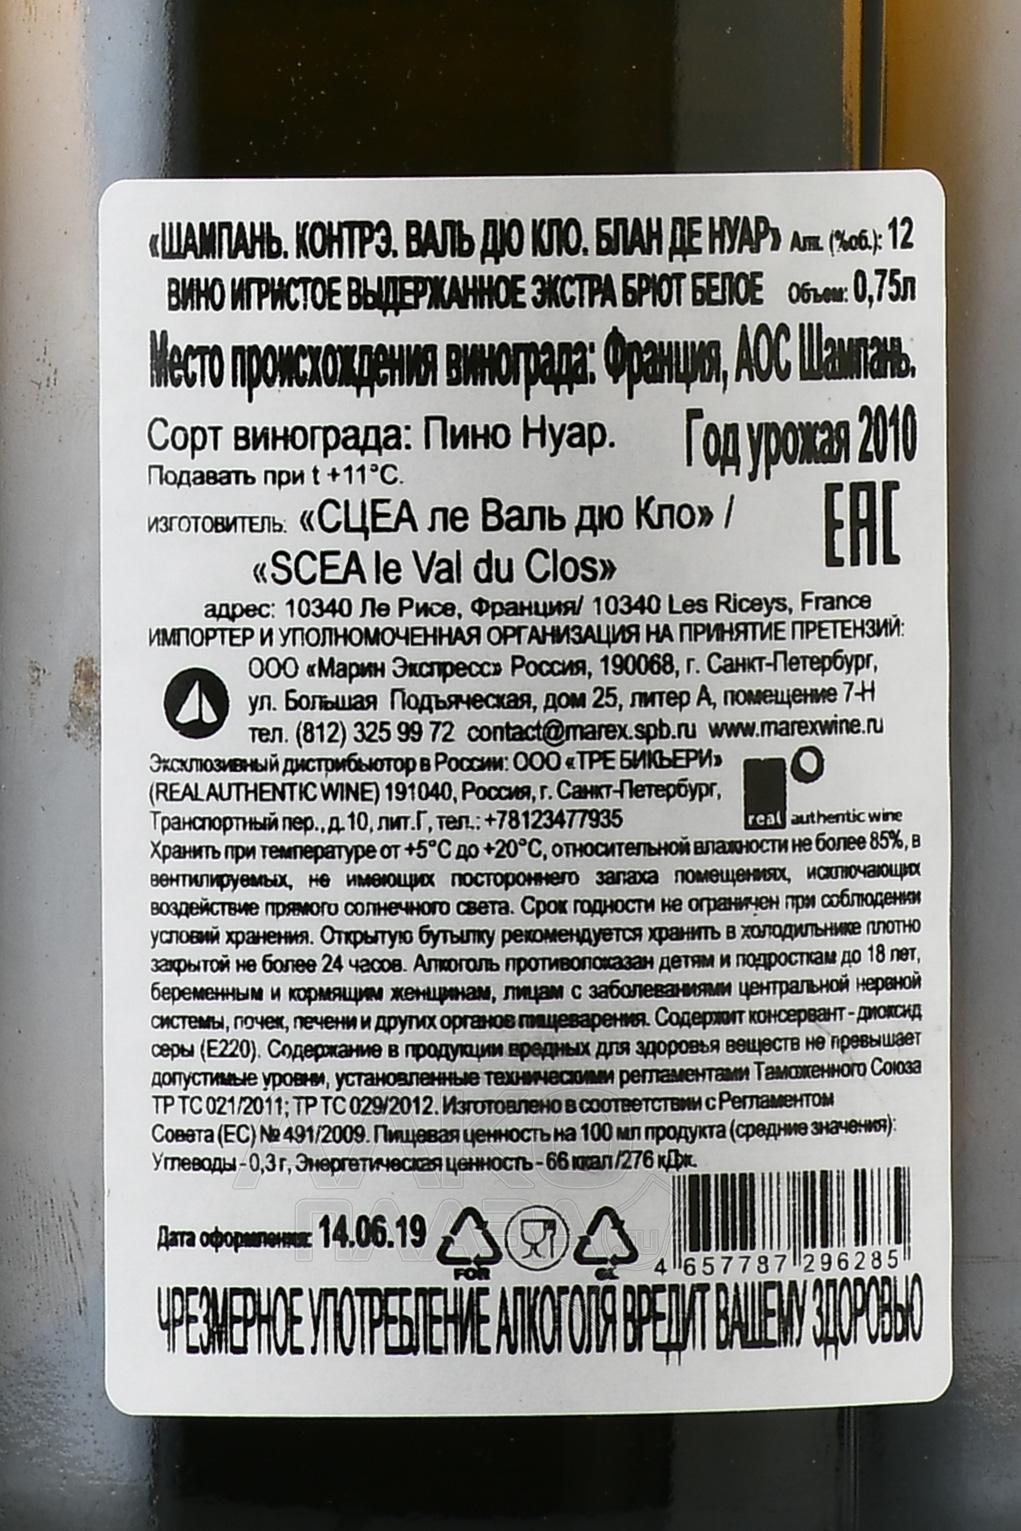 «ШАМПАНЬ. КОНТРЭ. ВАЛЬ ДЮ КЛО. БЛАН ДЕ НУАР» Алк. (%об.): 12
ВИНО ИГРИСТОЕ ВЫДЕРЖАННОЕ ЭКСТРА БРЮТ БЕЛОЕ Объем: 0,75л
Место происхождения винограда: Франция, АОС Шампань.
Сорт винограда: Пино Нуар. Год урожая 2010
Подавать при t +11°C.
ИЗГОТОВИТЕЛЬ: «СЦЕА ле Валь дю Кло» / EAC
«SCEA le Val du Clos»
адрес: 10340 Ле Рисе, Франция/ 10340 Les Riceys, France
ИМПОРТЕР И УПОЛНОМОЧЕННАЯ ОРГАНИЗАЦИЯ НА ПРИНЯТИЕ ПРЕТЕНЗИЙ:
ООО «Марин Экспресс» Россия, 190068, г. Санкт-Петербург,
ул. Большая Подъяческая, дом 25, литер А, помещение 7-Н
тел. (812) 325 99 72 contact@marex.spb.ru www.marexwine.ru
Эксклюзивный дистрибьютор в России: ООО «ТРЕ БИКЬЕРИ»
(REAL AUTHENTIC WINE) 191040, Россия, г. Санкт-Петербург,
Транспортный пер., д.10, лит.Г, тел.: +78123477935
real authentic wine
Хранить при температуре от +5°С до +20°С, относительной влажности не более 85%, в
вентилируемых, не имеющих постороннего запаха помещениях, исключающих
воздействие прямого солнечного света. Срок годности не ограничен при соблюдении
условий хранения. Открытую бутылку рекомендуется хранить в холодильнике плотно
закрытой не более 24 часов. Алкоголь противопоказан детям и подросткам до 18 лет,
беременным и кормящим женщинам, лицам с заболеваниями центральной нервной
системы, почек, печени и других органов пищеварения. Содержит консервант - диоксид
серы (Е220). Содержание в продукции вредных для здоровья веществ не превышает
допустимые уровни, установленные техническими регламентами Таможенного Союза
ТР ТС 021/2011; ТР ТС 029/2012. Изготовлено в соответствии с Регламентом
Совета (ЕС) № 491/2009. Пищевая ценность на 100 мл продукта (средние значения):
Углеводы - 0,3 г, Энергетическая ценность - 66 ккал/276 кДж.
Дата оформления: 14.06.19
FOR GL
4 657787 296285
ЧРЕЗМЕРНОЕ УПОТРЕБЛЕНИЕ АЛКОГОЛЯ ВРЕДИТ ВАШЕМУ ЗДОРОВЬЮ